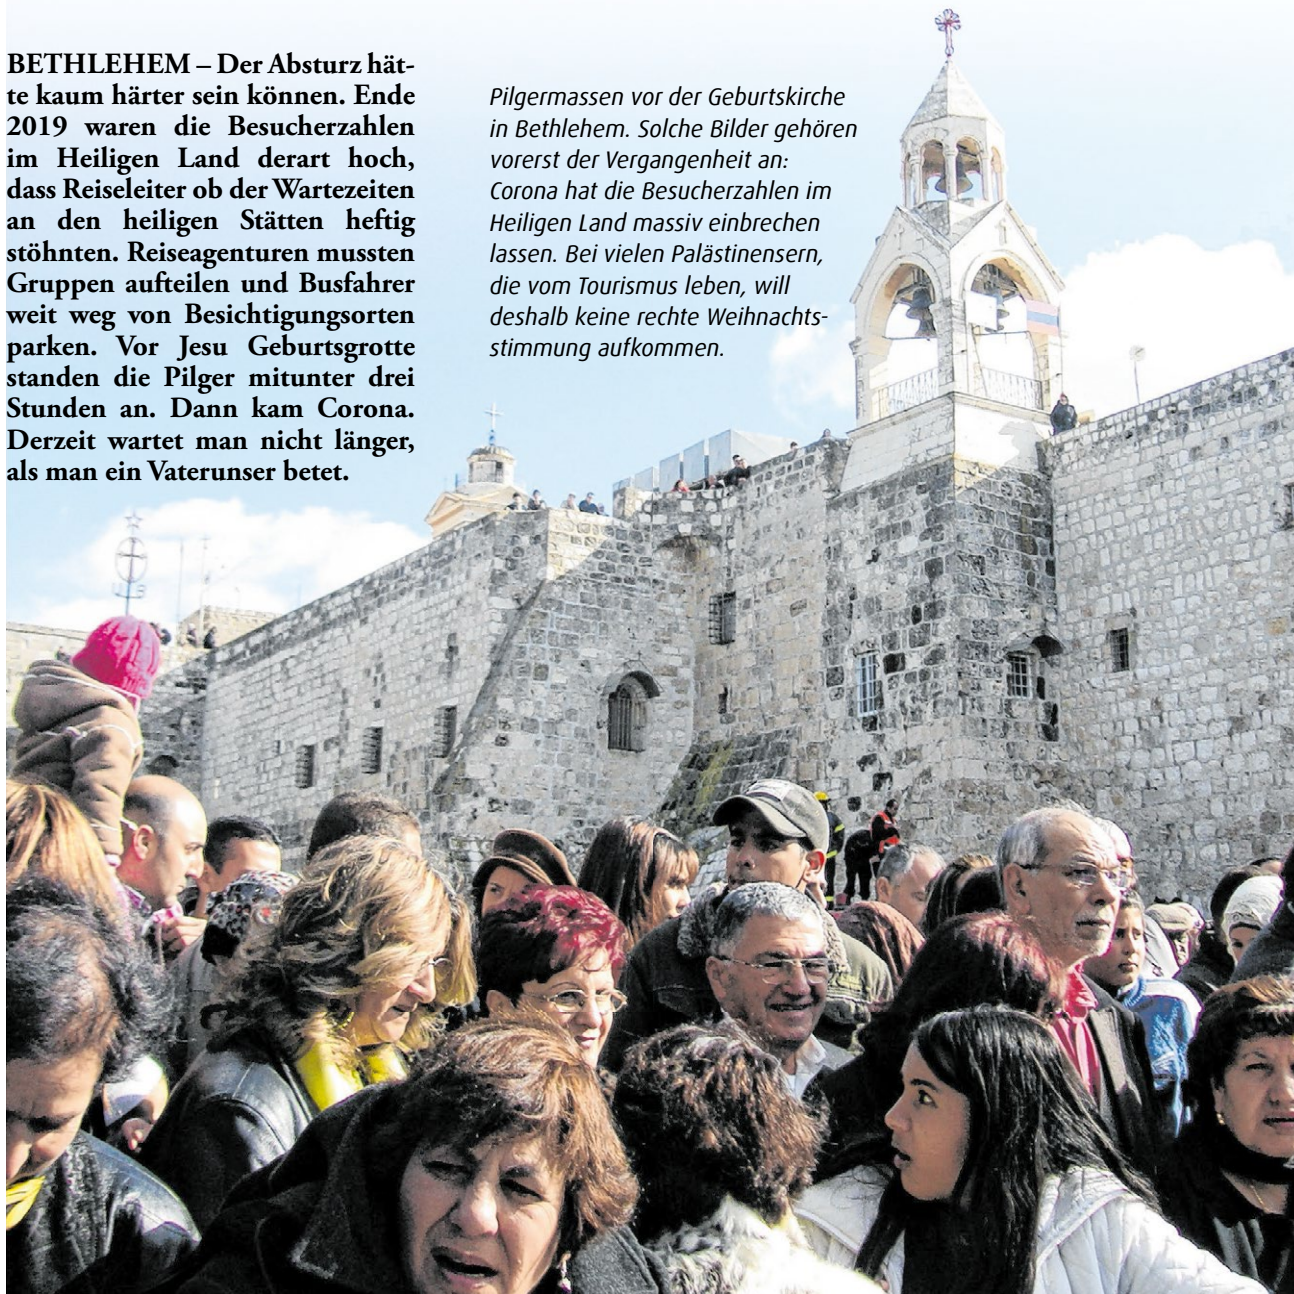 BETHLEHEM – Der Absturz hät-
te kaum härter sein können. Ende
2019 waren die Besucherzahlen
im Heiligen Land derart hoch,
dass Reiseleiter ob der Wartezeiten
an den heiligen Stätten heftig
stöhnten. Reiseagenturen mussten
Gruppen aufteilen und Busfahrer
weit weg von Besichtigungsorten
parken. Vor Jesu Geburtsgrotte
standen die Pilger mitunter drei
Stunden an. Dann kam Corona.
Derzeit wartet man nicht länger,
als man ein Vaterunser betet.
Pilgermassen vor der Geburtskirche
in Bethlehem. Solche Bilder gehören
vorerst der Vergangenheit an:
Corona hat die Besucherzahlen im
Heiligen Land massiv einbrechen
lassen. Bei vielen Palästinensern,
die vom Tourismus leben, will
deshalb keine rechte Weihnachts-
stimmung aufkommen.